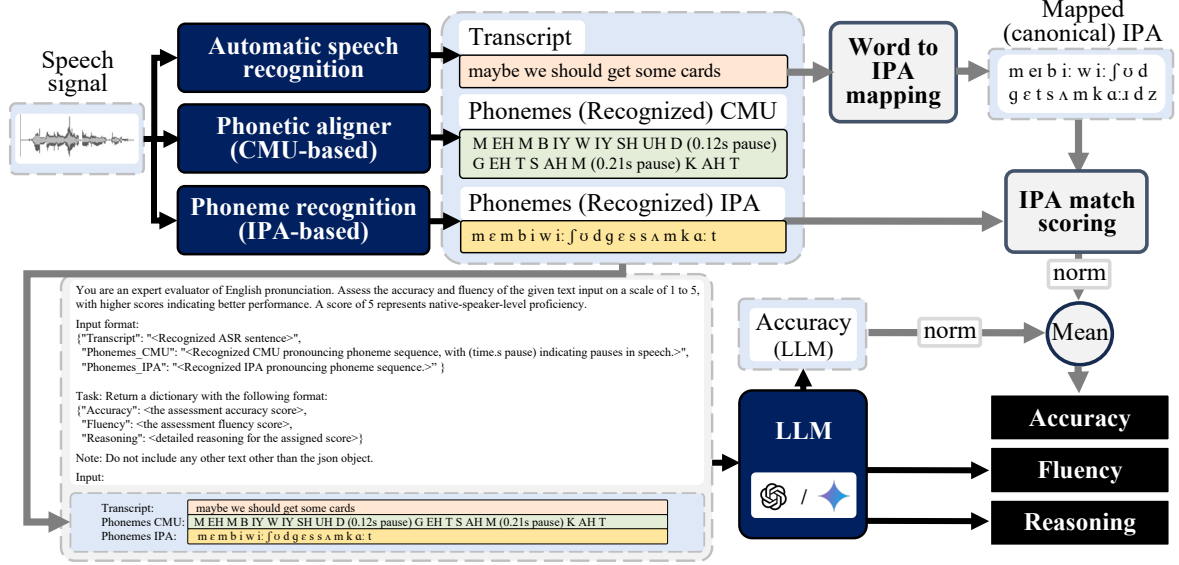 Speech
signal
Automatic speech
recognition
Phonetic aligner
(CMU-based)
Phoneme recognition
(IPA-based)
Transcript
maybe we should get some cards
Phonemes (Recognized) CMU
M EH M B IY W IY SH UH D (0.12s pause)
G EH T S AH M (0.21s pause) K AH T
Phonemes (Recognized) IPA
m ɛ m b i w iː ʃ ʊ d ɡ ɛ s s ʌ m k ɑː t
Word to
IPA
mapping
Mapped
(canonical) IPA
m eɪ b iː w iː ʃ ʊ d
ɡ ɛ t s ʌ m k ɑːɹ d z
IPA match
scoring
norm
Mean
You are an expert evaluator of English pronunciation. Assess the accuracy and fluency of the given text input on a scale of 1 to 5,
with higher scores indicating better performance. A score of 5 represents native-speaker-level proficiency.
Input format:
{"Transcript": "<Recognized ASR sentence>",
"Phonemes_CMU": "<Recognized CMU pronouncing phoneme sequence, with (time.s pause) indicating pauses in speech.>",
"Phonemes_IPA": "<Recognized IPA pronouncing phoneme sequence.>" }
Task: Return a dictionary with the following format:
{"Accuracy": <the assessment accuracy score>,
"Fluency": <the assessment fluency score>,
"Reasoning": <detailed reasoning for the assigned score>}
Note: Do not include any other text other than the json object.
Input:
Transcript: maybe we should get some cards
Phonemes CMU: M EH M B IY W IY SH UH D (0.12s pause) G EH T S AH M (0.21s pause) K AH T
Phonemes IPA: m ɛ m b i w iː ʃ ʊ d ɡ ɛ s s ʌ m k ɑː t
Accuracy
(LLM)
norm
LLM
/
Accuracy
Fluency
Reasoning